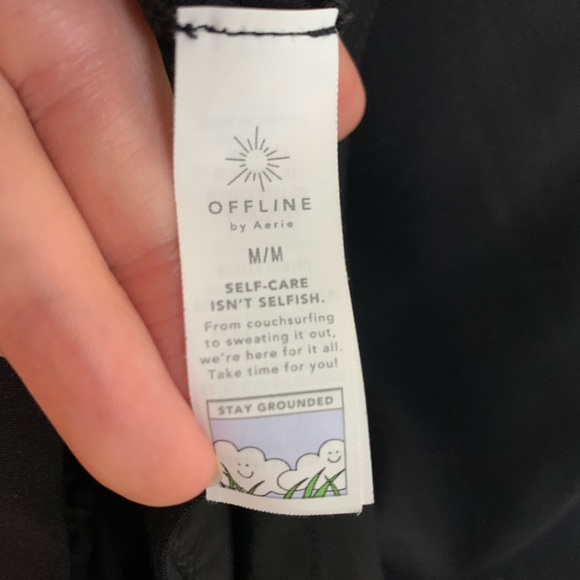 OFFLINE
by Aerie
M/M
SELF-CARE
ISN'T SELFISH.
From couchsurfing
to sweating it out,
we're here for it all.
Take time for you!
STAY GROUNDED